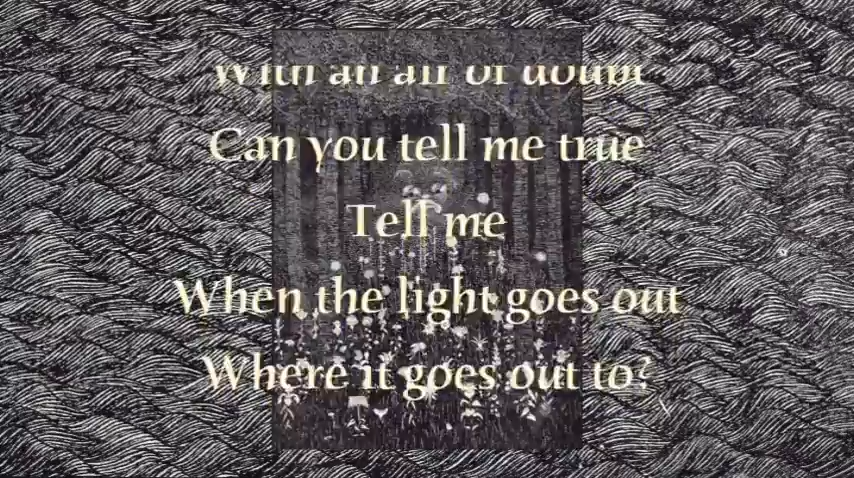 With an air of doubt
Can you tell me true
Tell me
When the light goes out
Where it goes out to?